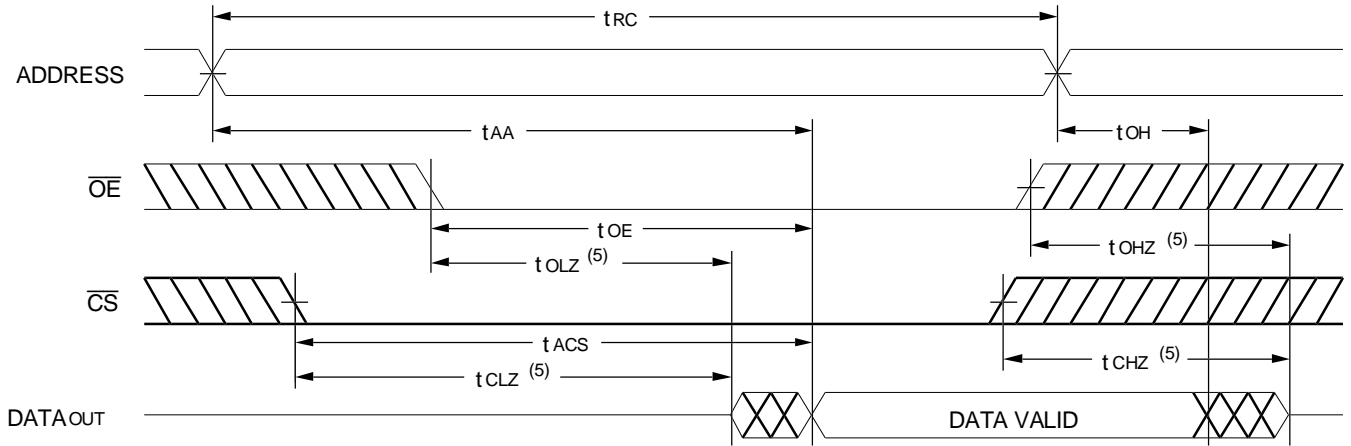 tRC
ADDRESS
tAA
tOH
OE
tOE
tOHZ (5)
tOLZ (5)
CS
tACS
tCHZ (5)
tCLZ (5)
DATAOUT
DATA VALID